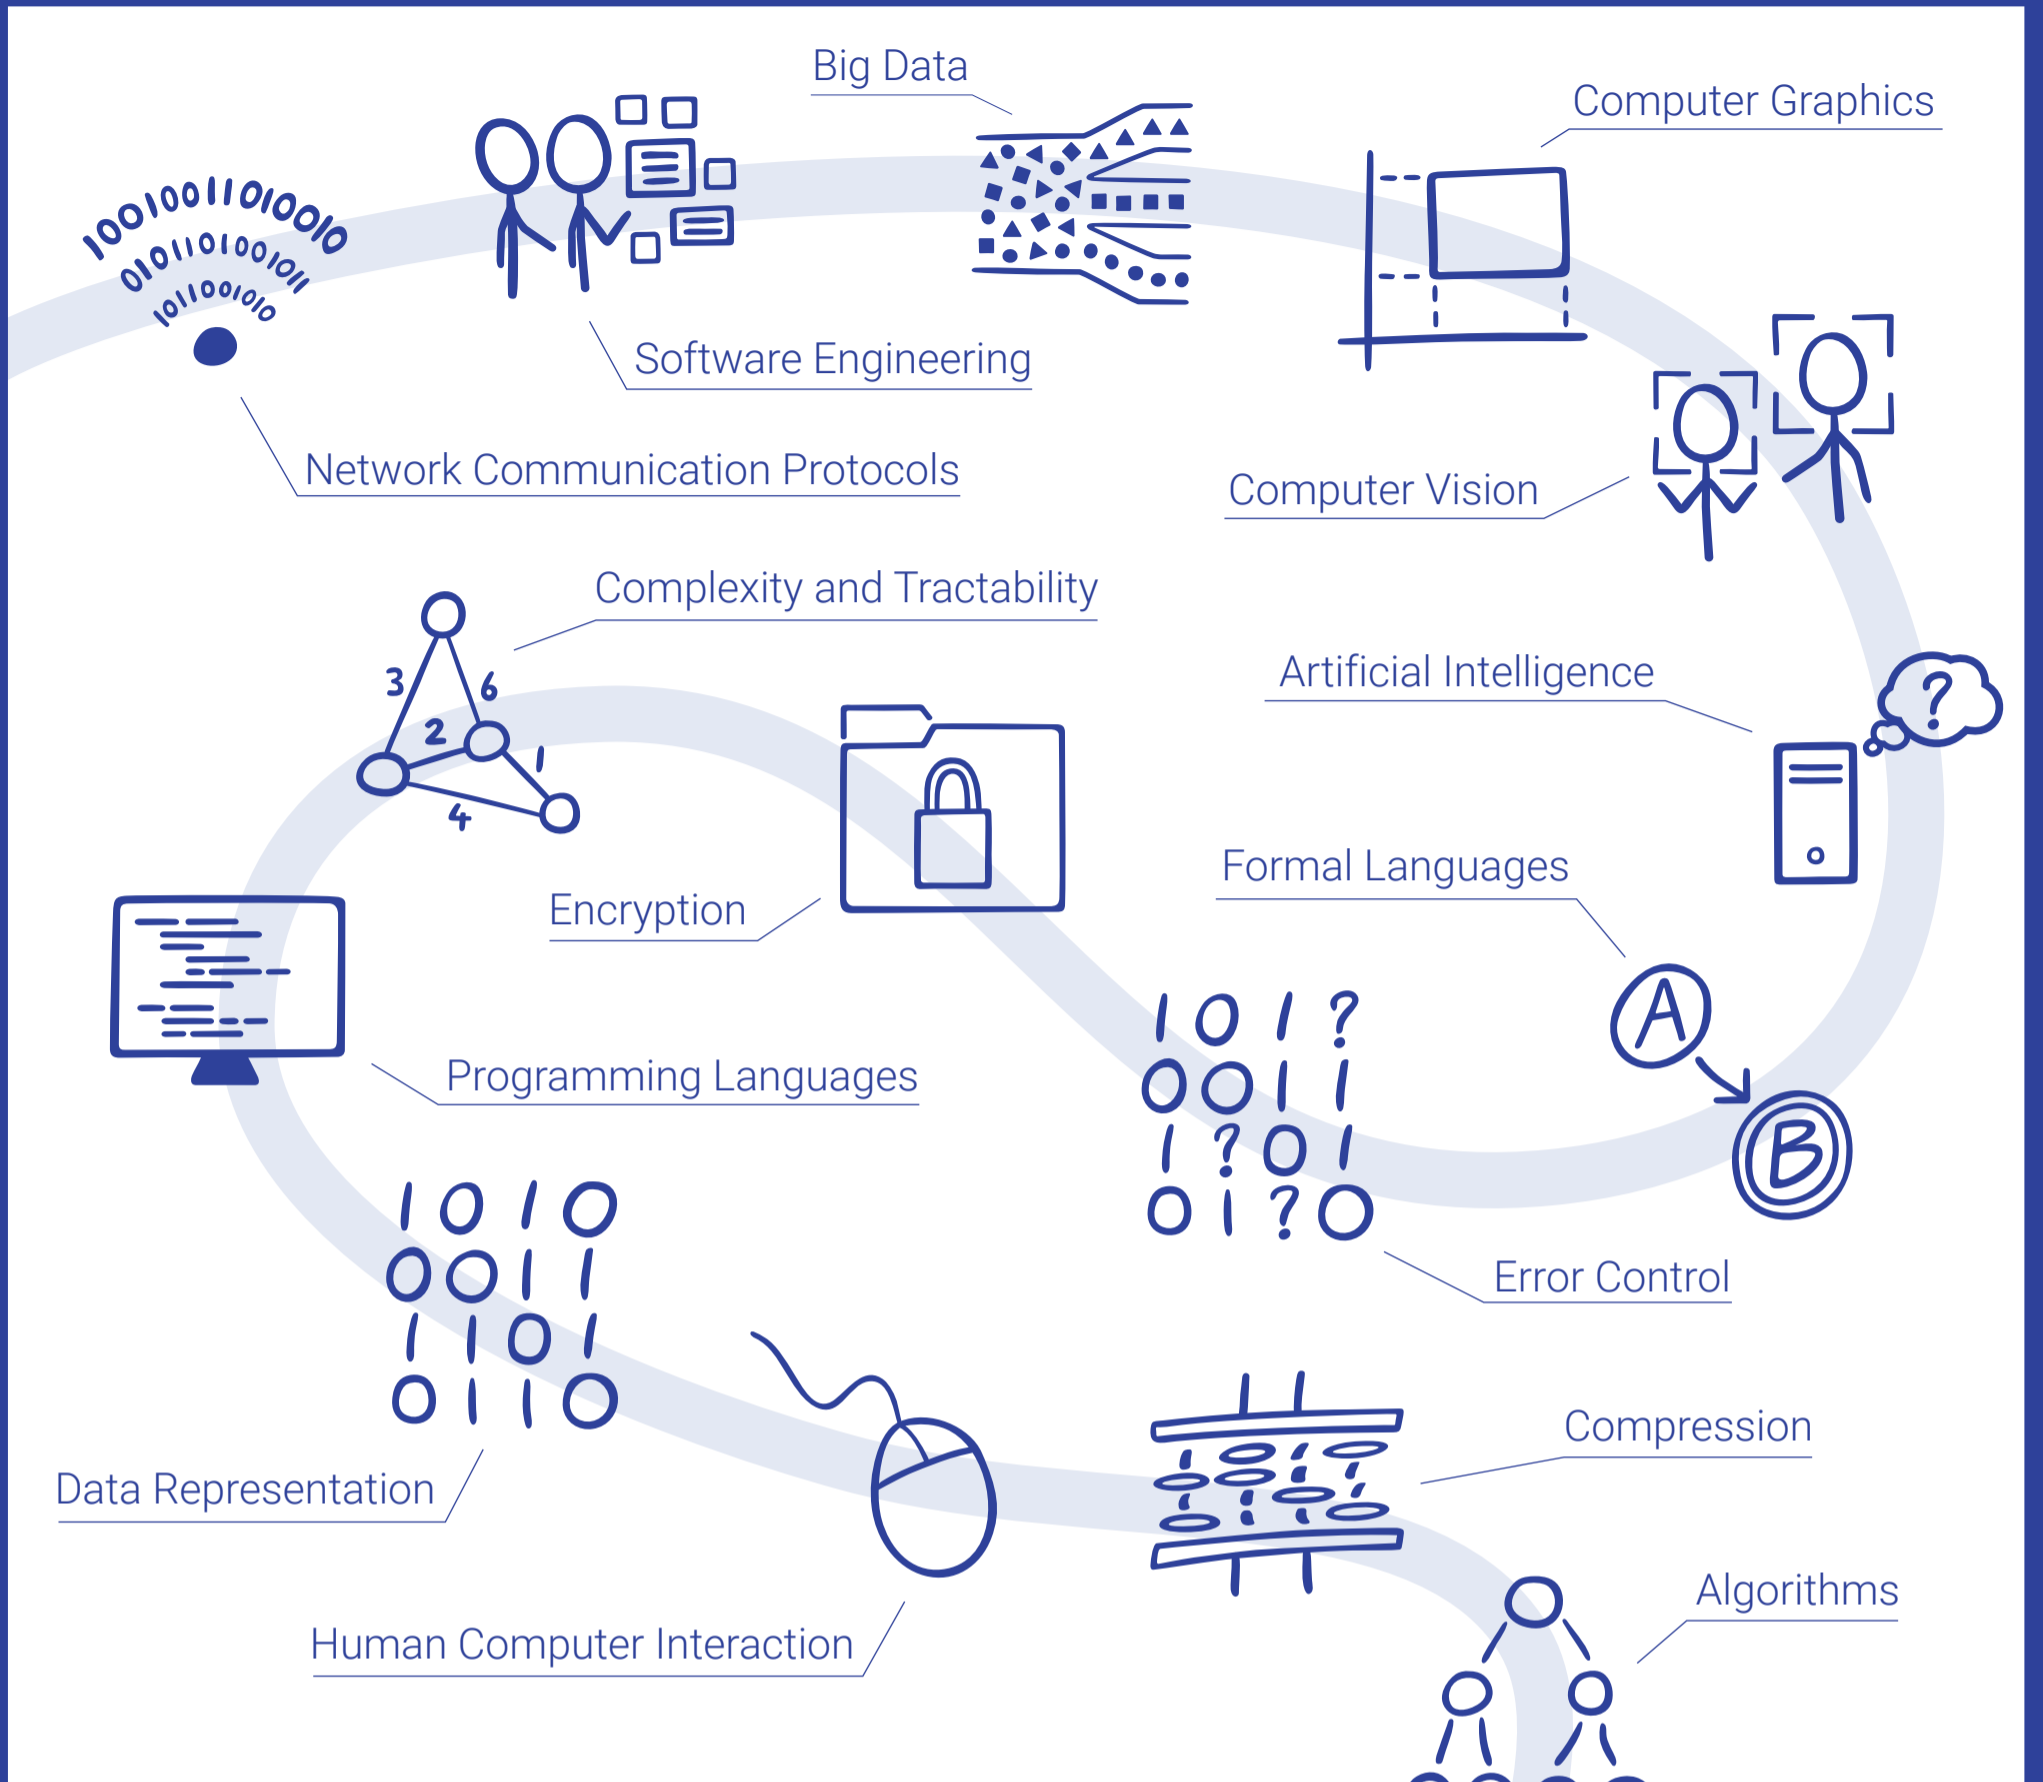 Big Data
Computer Graphics
1001001101001010
010110100011
1011001010
Software Engineering
Network Communication Protocols
Computer Vision
Complexity and Tractability
3
6
2
1
4
Artificial Intelligence
?
Formal Languages
Encryption
A
B
1 0 1 ?
0 0 1 1
1 ? 0 1
0 1 ? 0
Programming Languages
1 0 1 0
0 0 1 1
1 1 0 1
0 1 1 0
Error Control
Compression
Data Representation
Algorithms
Human Computer Interaction